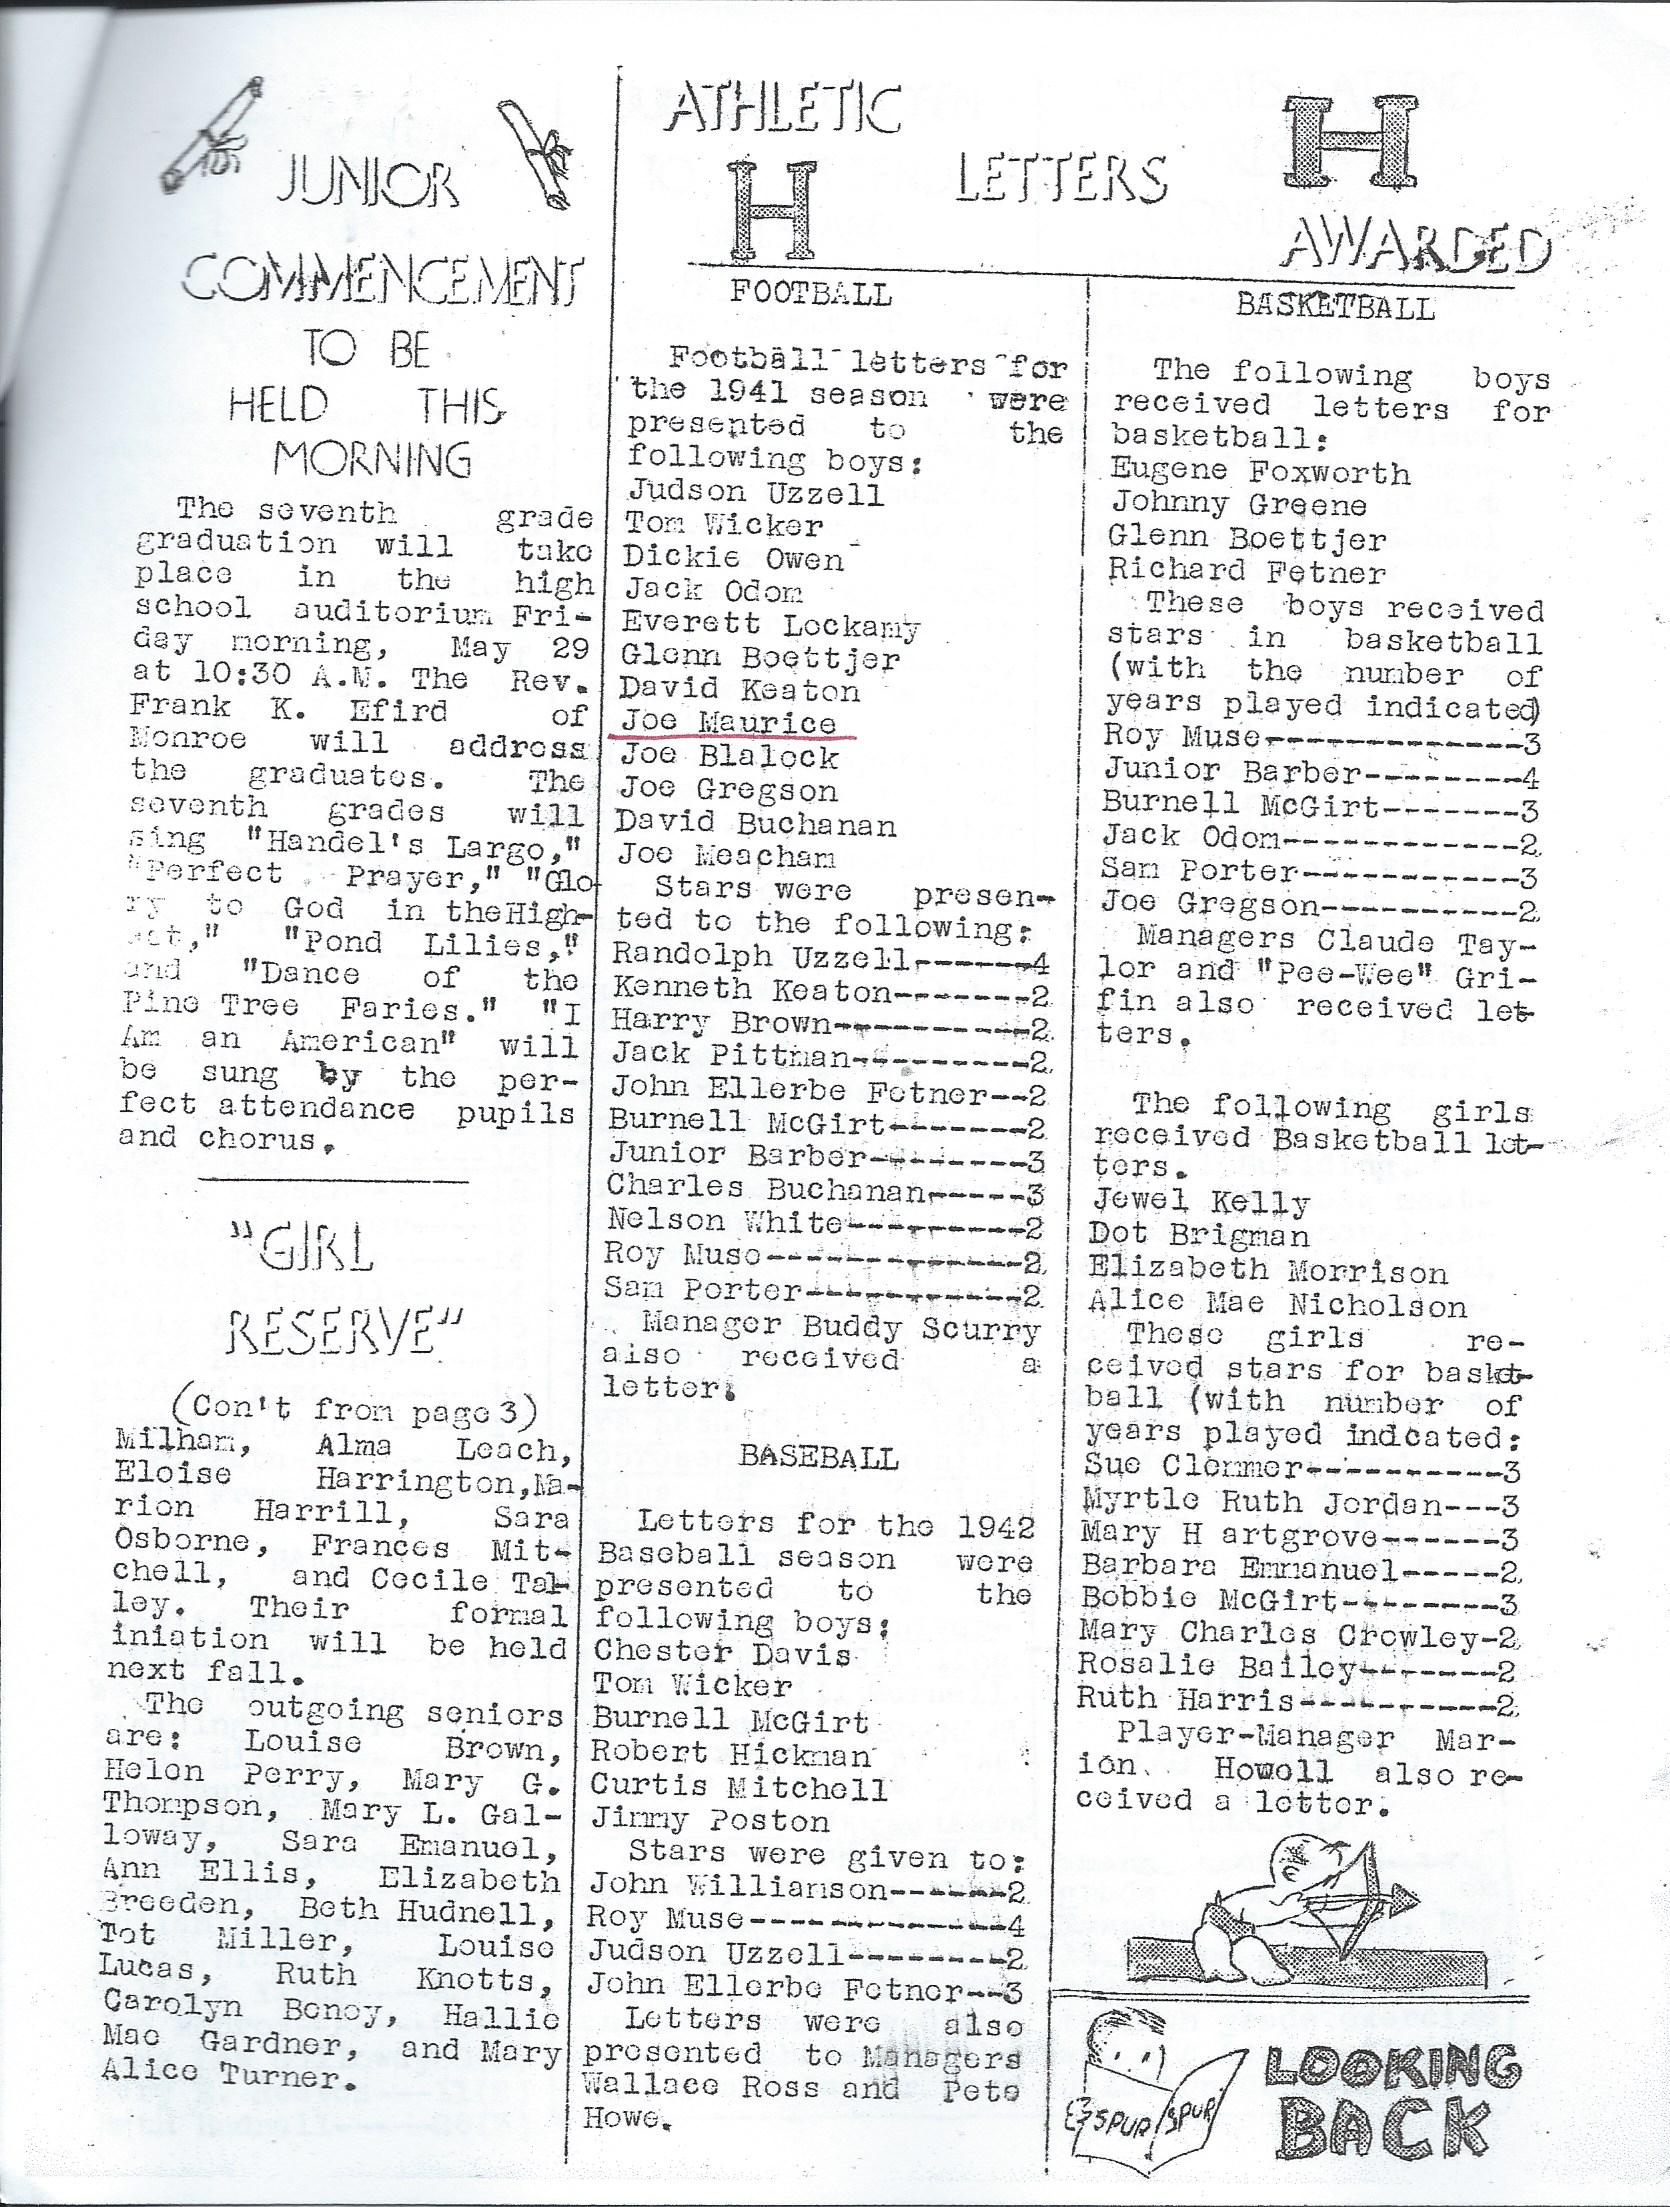 JUNIOR
COMMENCEMENT
TO BE
HELD THIS
MORNING
The seventh grade
graduation will take
place in the high
school auditorium Fri-
day morning, May 29
at 10:30 A.M. The Rev.
Frank K. Efird of
Monroe will address
the graduates. The
seventh grades will
sing "Handel's Largo,"
"Perfect Prayer," "Glo-
ry to God in theHigh-
est," "Pond Lilies,"
and "Dance of the
Pine Tree Faries." "I
Am an American" will
be sung by the per-
fect attendance pupils
and chorus.
"GIRL
RESERVE"
(Con't from page 3)
Milham, Alma Leach,
Eloise Harrington,Ma-
rion Harrill, Sara
Osborne, Frances Mit-
chell, and Cecile Tal-
ley. Their formal
iniation will be held
next fall.
The outgoing seniors
are: Louise Brown,
Helen Perry, Mary G.
Thompson, Mary L. Gal-
loway, Sara Emanuel,
Ann Ellis, Elizabeth
Breeden, Beth Hudnell,
Tot Miller, Louise
Lucas, Ruth Knotts,
Carolyn Benoy, Hallie
Mae Gardner, and Mary
Alice Turner.
ATHLETIC
H
LETTERS
H
AWARDED
FOOTBALL
Football letters for
the 1941 season were
presented to the
following boys:
Judson Uzzell
Tom Wicker
Dickie Owen
Jack Odom
Everett Lockamy
Glenn Boettjer
David Keaton
Joe Maurice
Joe Blalock
Joe Gregson
David Buchanan
Joe Meacham
Stars were presen-
ted to the following:
Randolph Uzzell------4
Kenneth Keaton-------2
Harry Brown----------2
Jack Pittman---------2
John Ellerbe Fetner--2
Burnell McGirt-------2
Junior Barber--------3
Charles Buchanan-----3
Nelson White---------2
Roy Muse-------------2
Sam Porter-----------2
Manager Buddy Scurry
also received a
letter.
BASEBALL
Letters for the 1942
Baseball season were
presented to the
following boys:
Chester Davis
Tom Wicker
Burnell McGirt
Robert Hickman
Curtis Mitchell
Jimmy Poston
Stars were given to:
John Williamson------2
Roy Muse-------------4
Judson Uzzell--------2
John Ellerbe Fetner--3
Letters were also
presented to Managers
Wallace Ross and Pete
Howe.
BASKETBALL
The following boys
received letters for
basketball:
Eugene Foxworth
Johnny Greene
Glenn Boettjer
Richard Fetner
These boys received
stars in basketball
(with the number of
years played indicated)
Roy Muse-------------3
Junior Barber--------4
Burnell McGirt-------3
Jack Odom------------2
Sam Porter-----------3
Joe Gregson----------2
Managers Claude Tay-
lor and "Pee-Wee" Gri-
fin also received let-
ters.
The following girls
received Basketball let-
ters.
Jewel Kelly
Dot Brigman
Elizabeth Morrison
Alice Mae Nicholson
These girls re-
ceived stars for baskt-
ball (with number of
years played indcated:
Sue Clemmer----------3
Myrtle Ruth Jordan---3
Mary H artgrove------3
Barbara Emmanuel-----2
Bobbie McGirt--------3
Mary Charles Crowley-2
Rosalie Bailey-------2
Ruth Harris----------2
Player-Manager Mar-
ion Howell also re-
ceived a letter.
SPUR SPUR
LOOKING
BACK